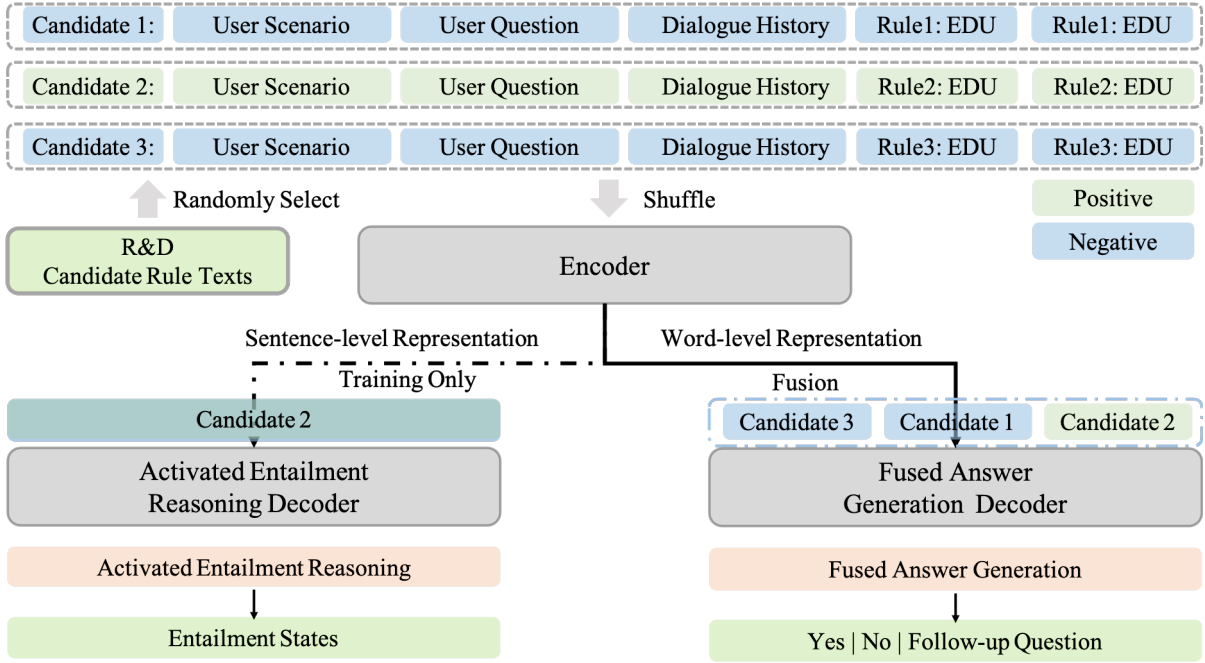 Candidate 1: User Scenario User Question Dialogue History Rule1: EDU Rule1: EDU
Candidate 2: User Scenario User Question Dialogue History Rule2: EDU Rule2: EDU
Candidate 3: User Scenario User Question Dialogue History Rule3: EDU Rule3: EDU
Randomly Select
Shuffle
Positive
Negative
R&D
Candidate Rule Texts
Encoder
Sentence-level Representation
Word-level Representation
Training Only
Fusion
Candidate 2
Candidate 3 Candidate 1 Candidate 2
Activated Entailment
Reasoning Decoder
Fused Answer
Generation Decoder
Activated Entailment Reasoning
Fused Answer Generation
Entailment States
Yes | No | Follow-up Question